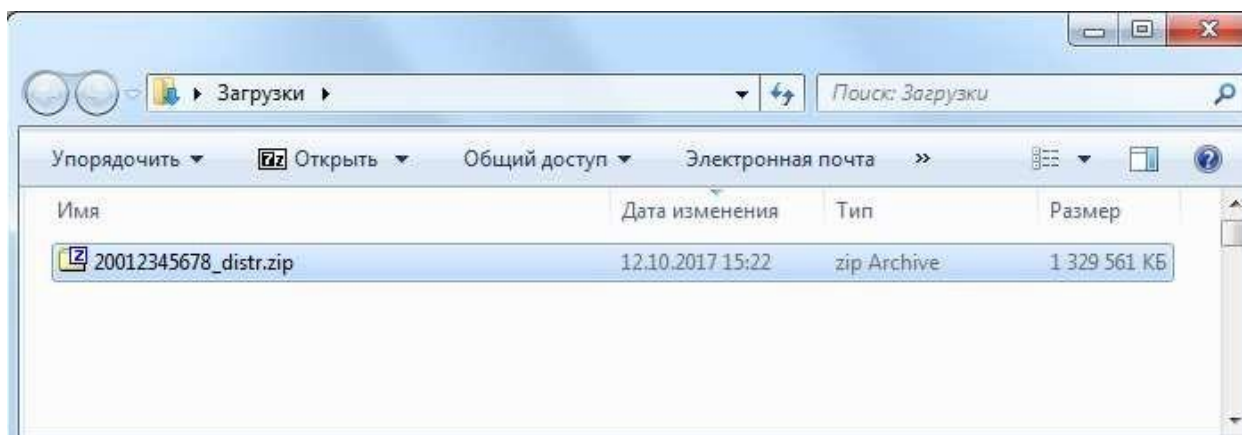 Загрузки
Поиск: Загрузки
Упорядочить 7z Открыть Общий доступ Электронная почта »
Имя Дата изменения Тип Размер
20012345678_distr.zip 12.10.2017 15:22 zip Archive 1 329 561 КБ